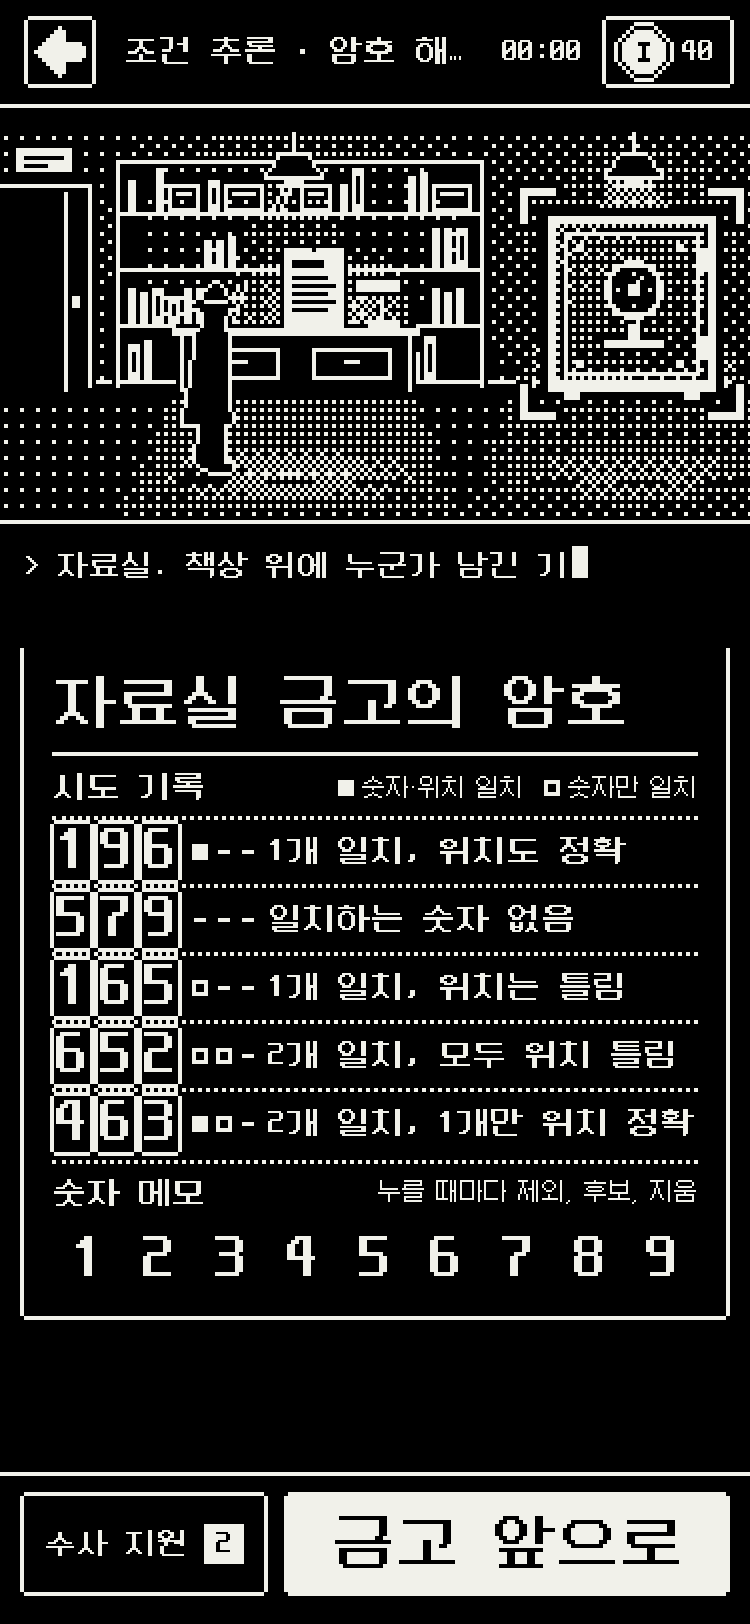 조건 추론 · 암호 해… 00:00 I 40
> 자료실. 책상 위에 누군가 남긴 기
자료실 금고의 암호
시도 기록 ■ 숫자·위치 일치 □ 숫자만 일치
196 ■-- 1개 일치, 위치도 정확
579 --- 일치하는 숫자 없음
165 □-- 1개 일치, 위치는 틀림
652 □□- 2개 일치, 모두 위치 틀림
463 ■□- 2개 일치, 1개만 위치 정확
숫자 메모 누를 때마다 제외, 후보, 지움
1 2 3 4 5 6 7 8 9
수사 지원 2
금고 앞으로